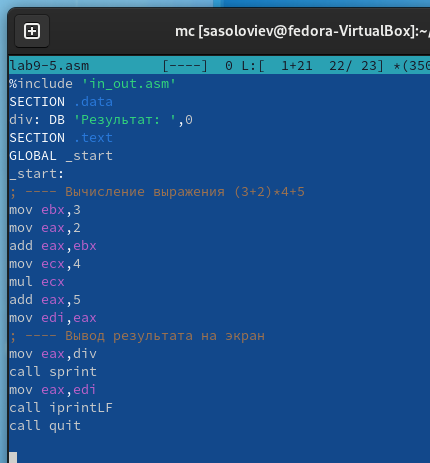 mc [sasoloviev@fedora-VirtualBox]:~/
lab9-5.asm [----] 0 L:[ 1+21 22/ 23] *(350
%include 'in_out.asm'
SECTION .data
div: DB 'Результат: ',0
SECTION .text
GLOBAL _start
_start:
; ---- Вычисление выражения (3+2)*4+5
mov ebx,3
mov eax,2
add eax,ebx
mov ecx,4
mul ecx
add eax,5
mov edi,eax
; ---- Вывод результата на экран
mov eax,div
call sprint
mov eax,edi
call iprintLF
call quit